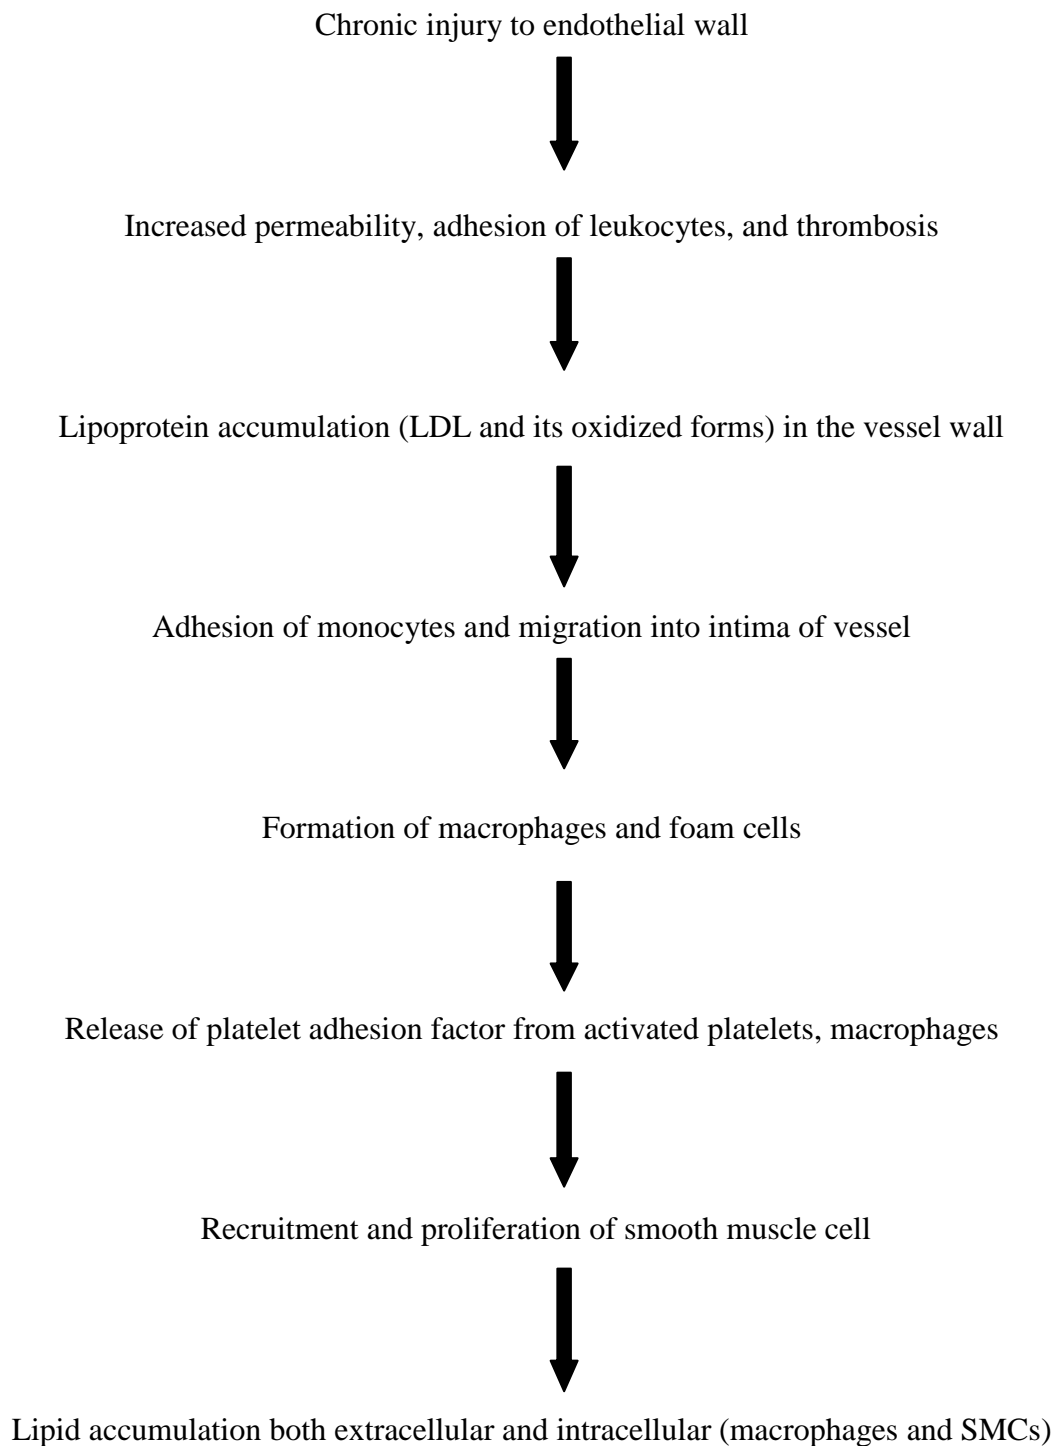 Chronic injury to endothelial wall
Increased permeability, adhesion of leukocytes, and thrombosis
Lipoprotein accumulation (LDL and its oxidized forms) in the vessel wall
Adhesion of monocytes and migration into intima of vessel
Formation of macrophages and foam cells
Release of platelet adhesion factor from activated platelets, macrophages
Recruitment and proliferation of smooth muscle cell
Lipid accumulation both extracellular and intracellular (macrophages and SMCs)